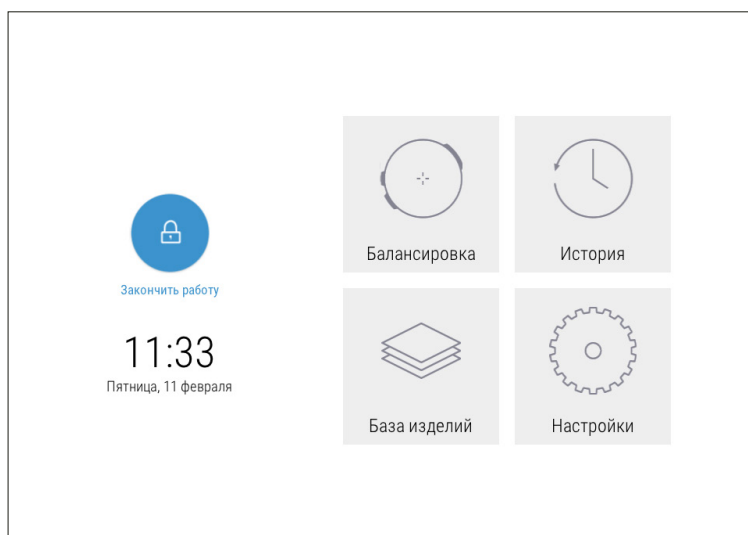 Закончить работу
11:33
Пятница, 11 февраля
Балансировка
История
База изделий
Настройки